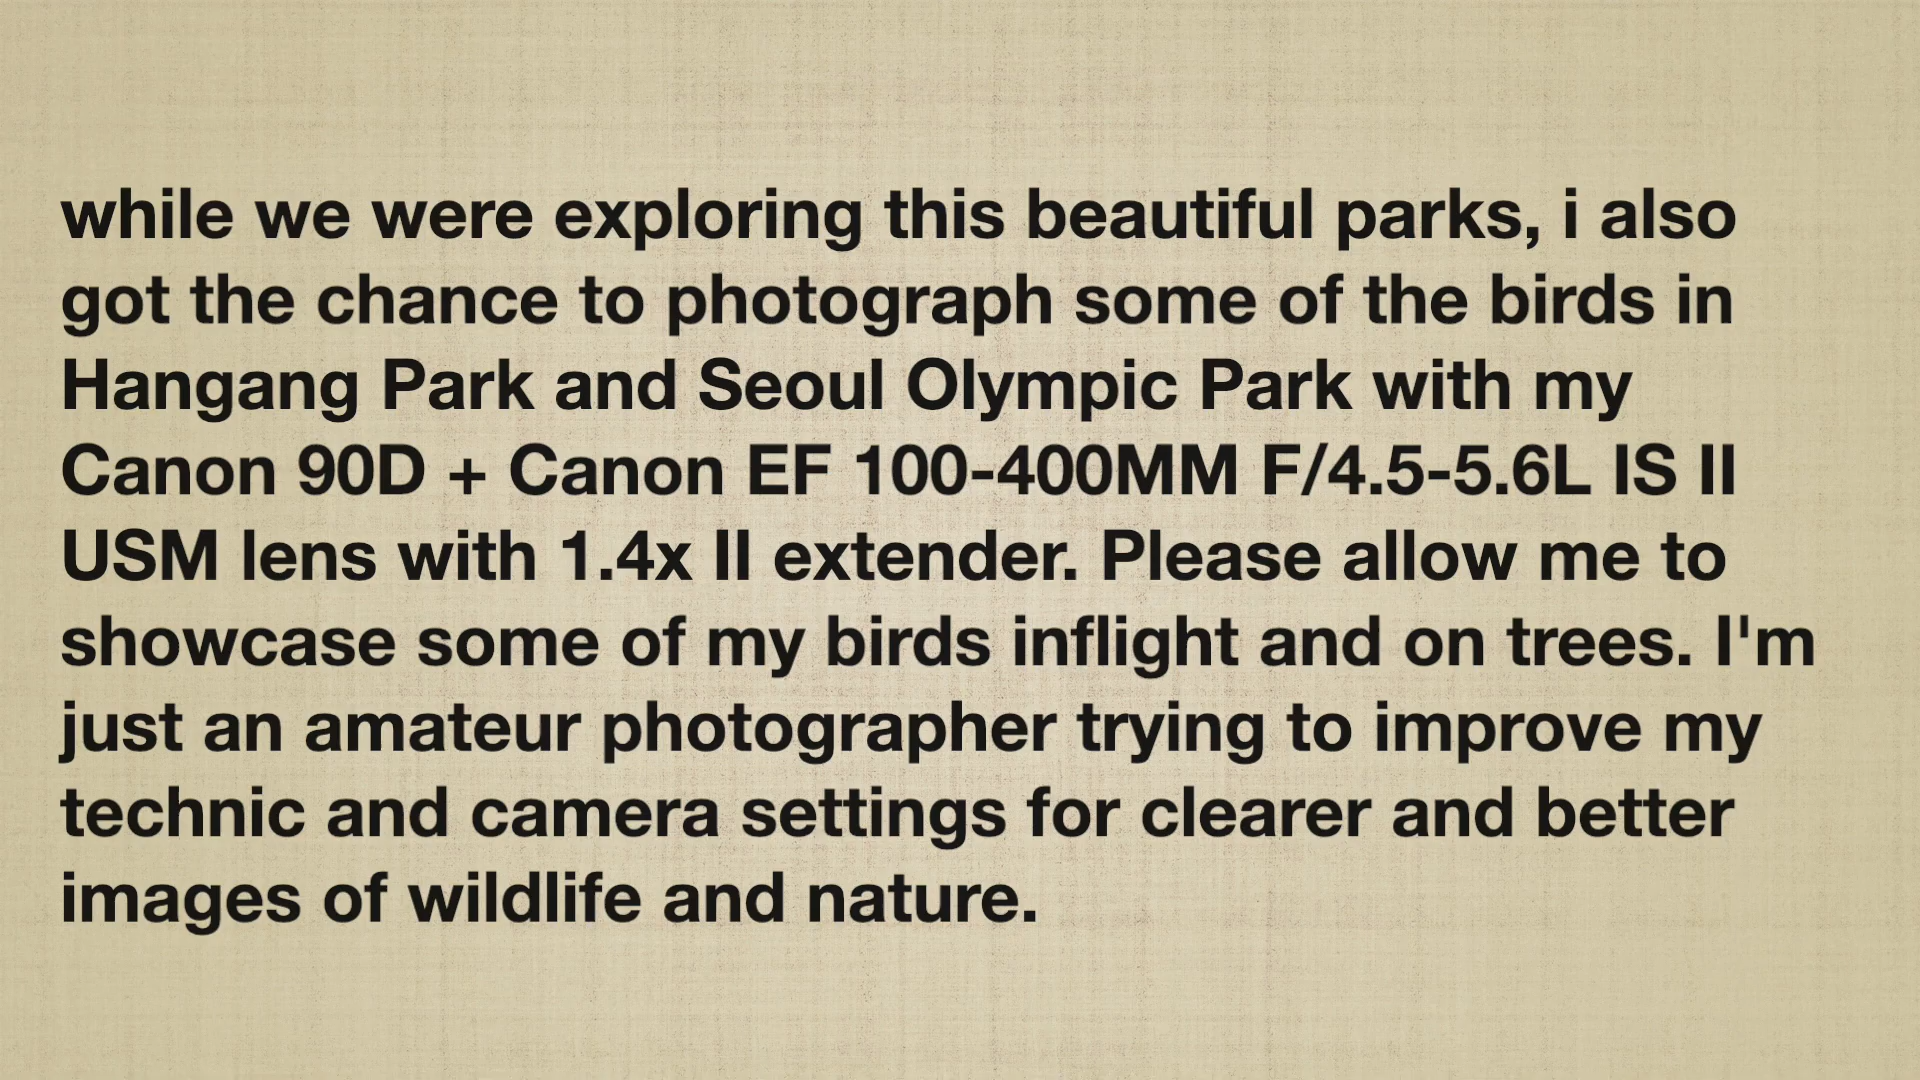 while we were exploring this beautiful parks, i also
got the chance to photograph some of the birds in
Hangang Park and Seoul Olympic Park with my
Canon 90D + Canon EF 100-400MM F/4.5-5.6L IS II
USM lens with 1.4x II extender. Please allow me to
showcase some of my birds inflight and on trees. I'm
just an amateur photographer trying to improve my
technic and camera settings for clearer and better
images of wildlife and nature.